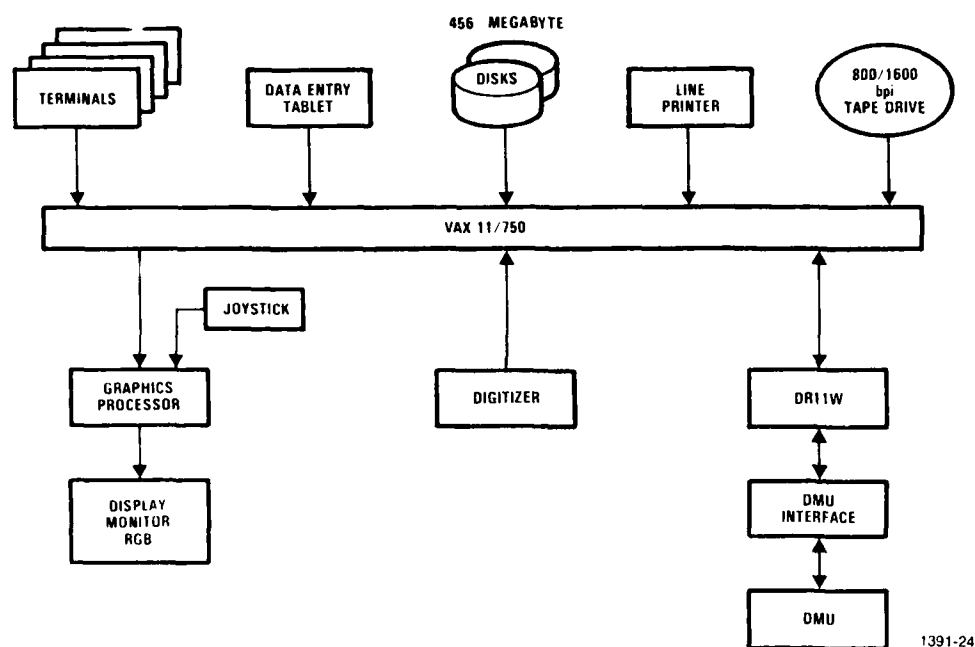 456 MEGABYTE
TERMINALS
DATA ENTRY
TABLET
DISKS
LINE
PRINTER
800/1600
bpi
TAPE DRIVE
VAX 11/750
JOYSTICK
GRAPHICS
PROCESSOR
DIGITIZER
DR11W
DISPLAY
MONITOR
RGB
DMU
INTERFACE
DMU
1391-24